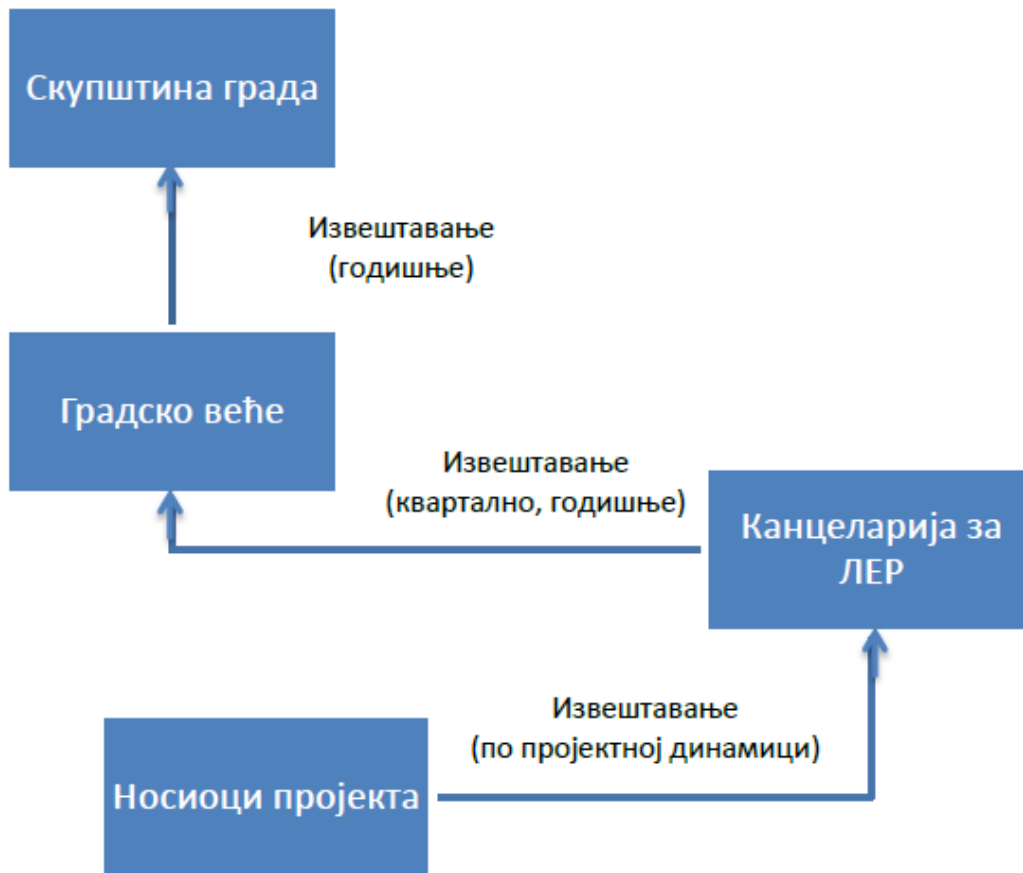 Скупштина града
Извештавање
(годишње)
Градско веће
Извештавање
(квартално, годишње)
Канцеларија за
ЛЕР
Извештавање
(по пројектној динамици)
Носиоци пројекта